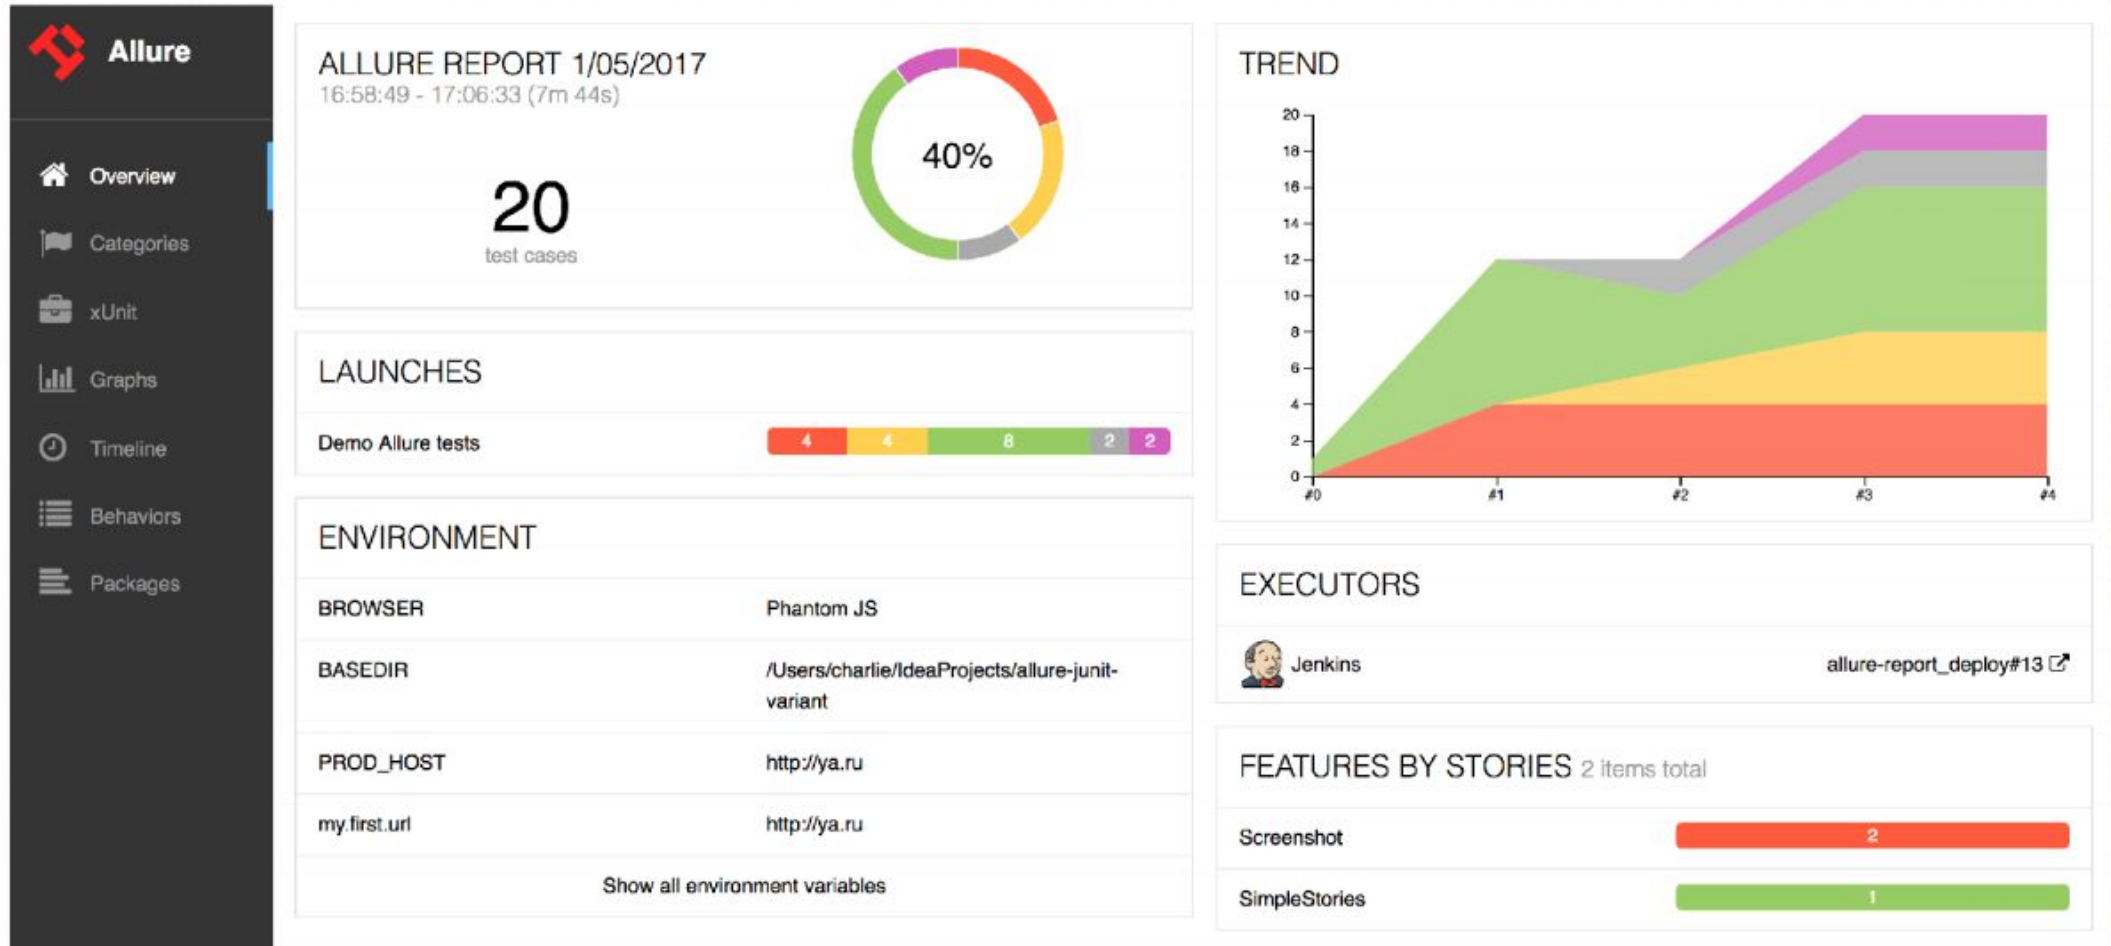 Allure
Overview
Categories
xUnit
Graphs
Timeline
Behaviors
Packages
ALLURE REPORT 1/05/2017
16:58:49 - 17:06:33 (7m 44s)
20
test cases
40%
LAUNCHES
Demo Allure tests 4 4 8 2 2
ENVIRONMENT
BROWSER Phantom JS
BASEDIR /Users/charlie/IdeaProjects/allure-junit-
variant
PROD_HOST http://ya.ru
my.first.url http://ya.ru
Show all environment variables
TREND
20
18
16
14
12
10
8
6
4
2
0
#0 #1 #2 #3 #4
EXECUTORS
Jenkins allure-report_deploy#13
FEATURES BY STORIES 2 items total
Screenshot 2
SimpleStories 1